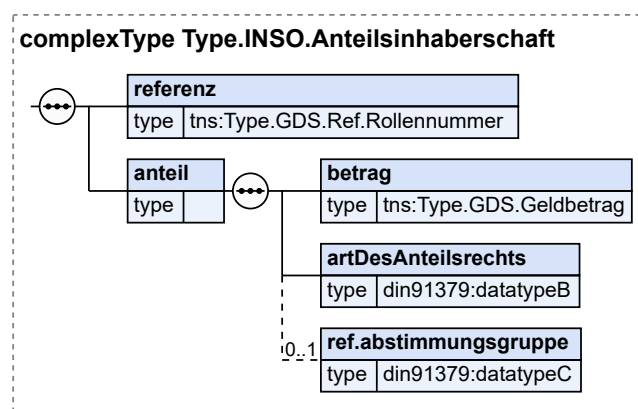 complexType Type.INSO.Anteilsinhaberschaft
referenz
type tns:Type.GDS.Ref.Rollennummer
anteil
type
betrag
type tns:Type.GDS.Geldbetrag
artDesAnteilsrechts
type din91379:datatypeB
0..1
ref.abstimmungsgruppe
type din91379:datatypeC